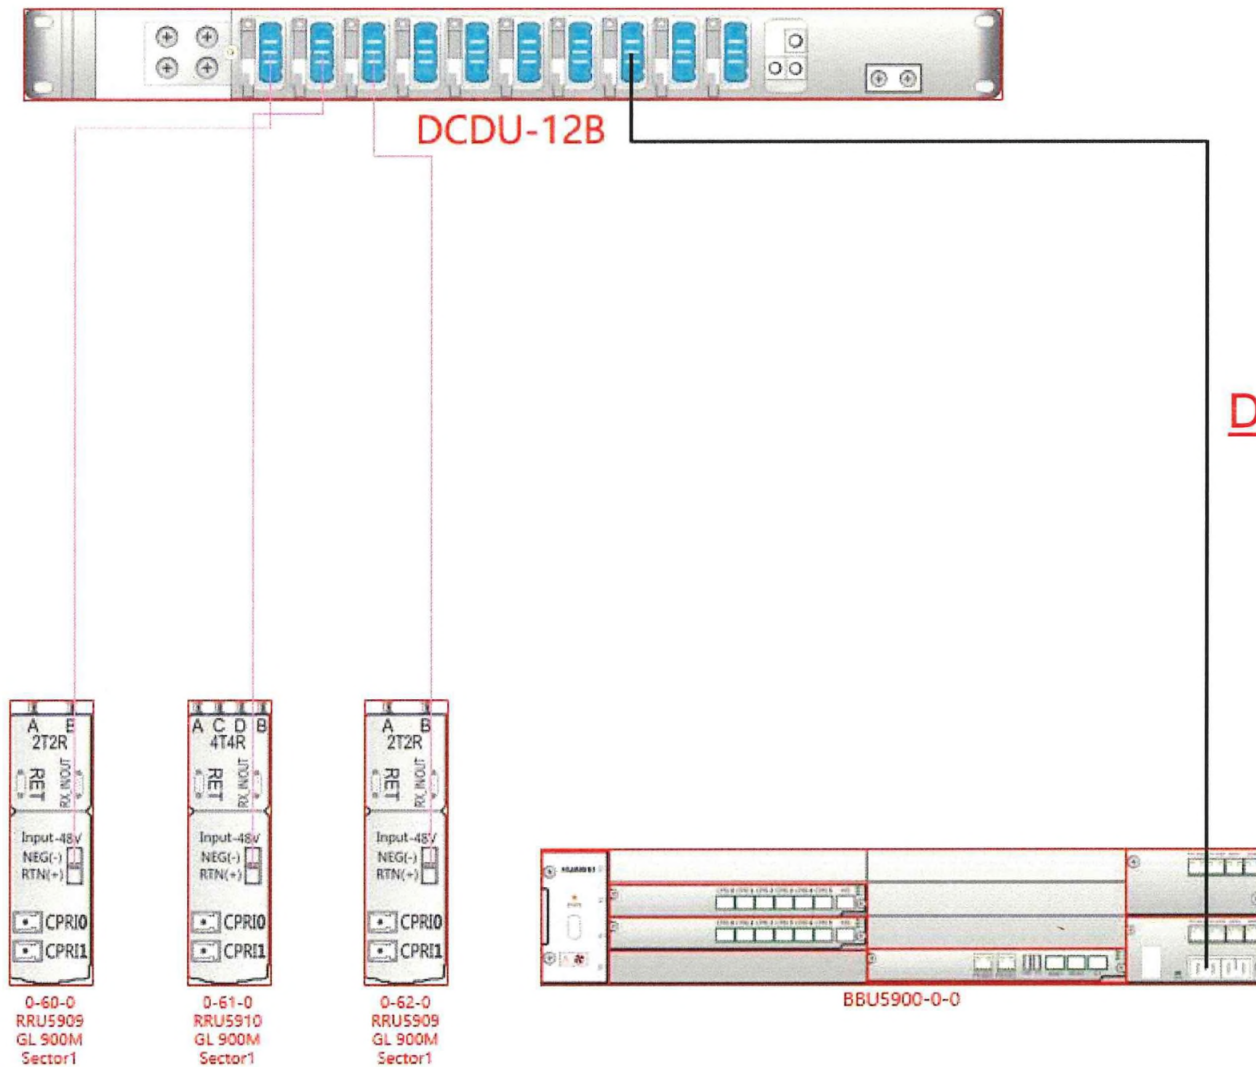 DCDU-12B
D
A B
2T2R
RET
RX_INOUT
Input-48V
NEG(-)
RTN(+)
CPRI0
CPRI1
0-60-0
RRU5909
GL 900M
Sector1
A C D B
4T4R
RET
RX_INOUT
Input-48V
NEG(-)
RTN(+)
CPRI0
CPRI1
0-61-0
RRU5910
GL 900M
Sector1
A B
2T2R
RET
RX_INOUT
Input-48V
NEG(-)
RTN(+)
CPRI0
CPRI1
0-62-0
RRU5909
GL 900M
Sector1
BBU5900-0-0